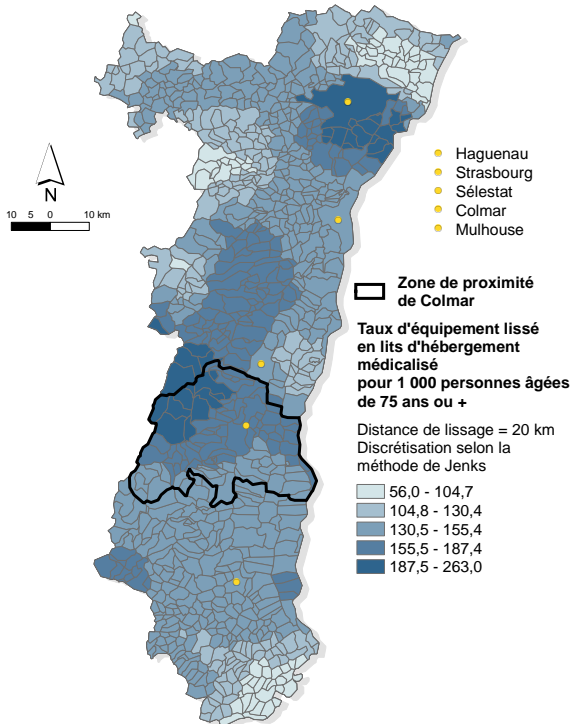 N
10 5 0 10 km
Haguenau
Strasbourg
Sélestat
Colmar
Mulhouse
Zone de proximité
de Colmar
Taux d'équipement lissé
en lits d'hébergement
médicalisé
pour 1 000 personnes âgées
de 75 ans ou +
Distance de lissage = 20 km
Discrétisation selon la
méthode de Jenks
56,0 - 104,7
104,8 - 130,4
130,5 - 155,4
155,5 - 187,4
187,5 - 263,0